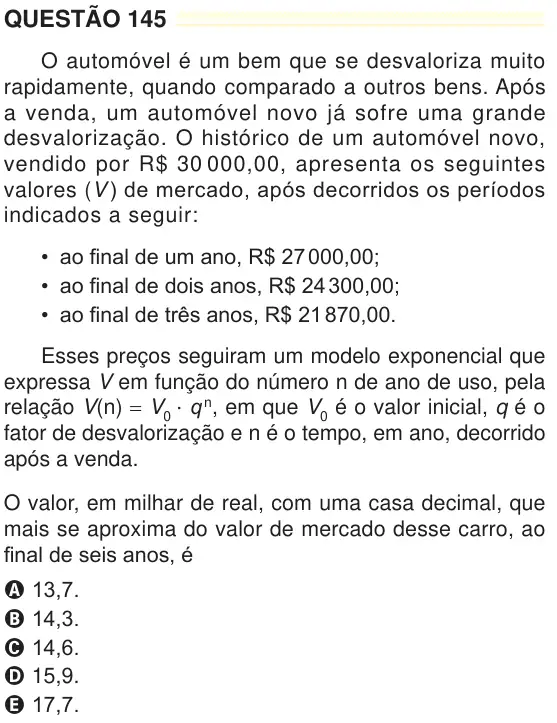 QUESTÃO 145
O automóvel é um bem que se desvaloriza muito
rapidamente, quando comparado a outros bens. Após
a venda, um automóvel novo já sofre uma grande
desvalorização. O histórico de um automóvel novo,
vendido por R$ 30 000,00, apresenta os seguintes
valores (V) de mercado, após decorridos os períodos
indicados a seguir:
• ao final de um ano, R$ 27 000,00;
• ao final de dois anos, R$ 24 300,00;
• ao final de três anos, R$ 21 870,00.
Esses preços seguiram um modelo exponencial que
expressa V em função do número n de ano de uso, pela
relação V(n) = V₀ · qⁿ, em que V₀ é o valor inicial, q é o
fator de desvalorização e n é o tempo, em ano, decorrido
após a venda.
O valor, em milhar de real, com uma casa decimal, que
mais se aproxima do valor de mercado desse carro, ao
final de seis anos, é
A 13,7.
B 14,3.
C 14,6.
D 15,9.
E 17,7.